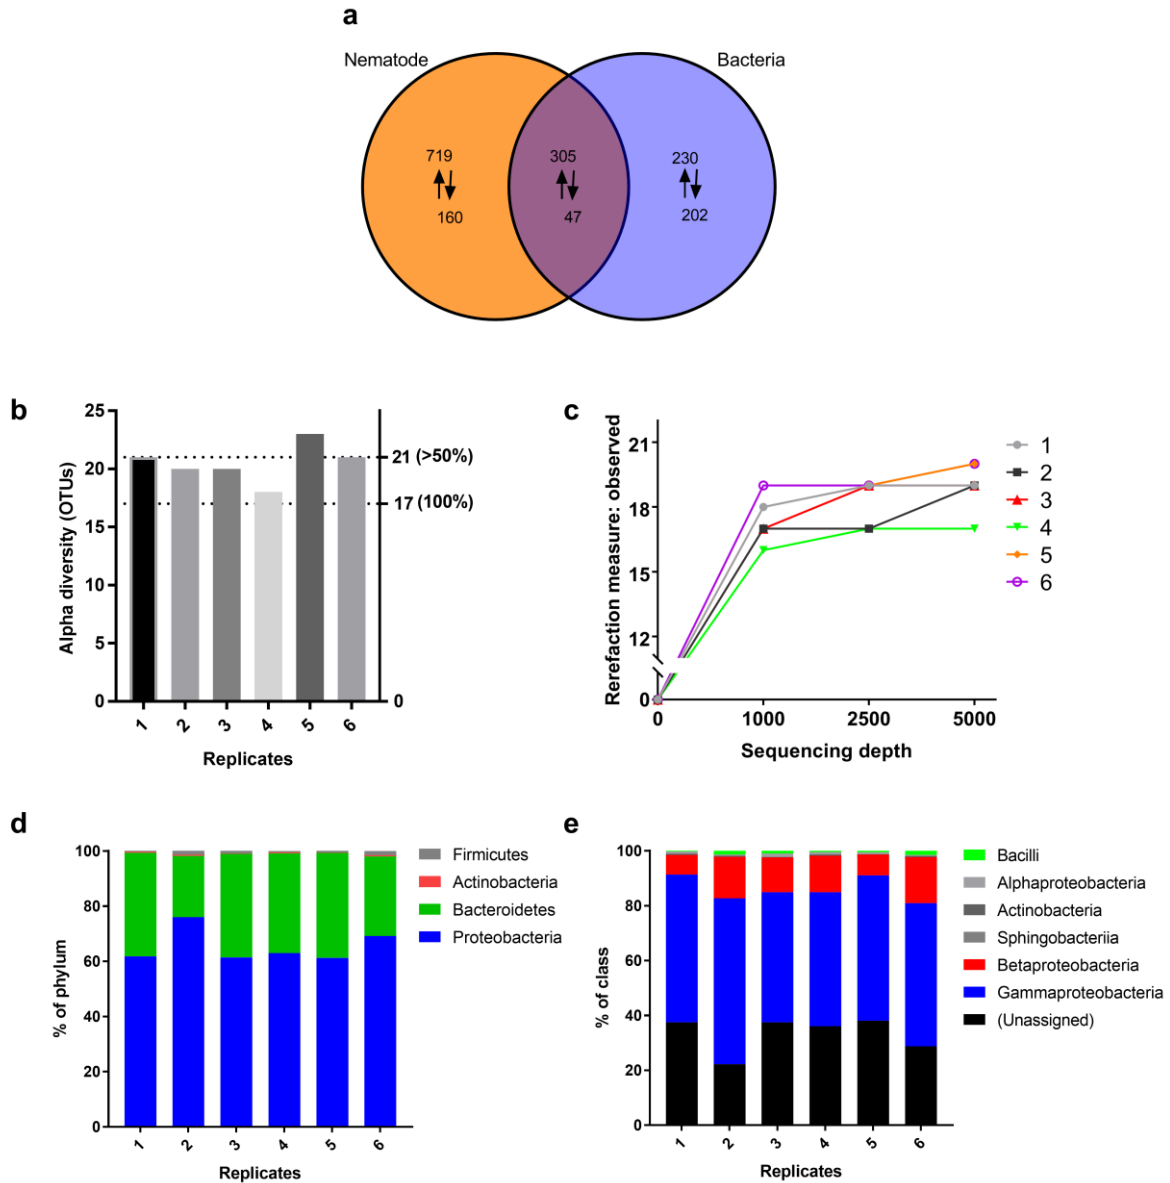 a
Nematode
Bacteria
719
305
230
160
47
202
b
Alpha diversity (OTUs)
25
20
15
10
5
0
21 (>50%)
17 (100%)
0
1
2
3
4
5
6
Replicates
c
Rerefaction measure: observed
21
18
15
12
0
0
1000
2500
5000
Sequencing depth
1
2
3
4
5
6
d
% of phylum
100
80
60
40
20
0
1
2
3
4
5
6
Replicates
Firmicutes
Actinobacteria
Bacteroidetes
Proteobacteria
e
% of class
100
80
60
40
20
0
1
2
3
4
5
6
Replicates
Bacilli
Alphaproteobacteria
Actinobacteria
Sphingobacteriia
Betaproteobacteria
Gammaproteobacteria
(Unassigned)